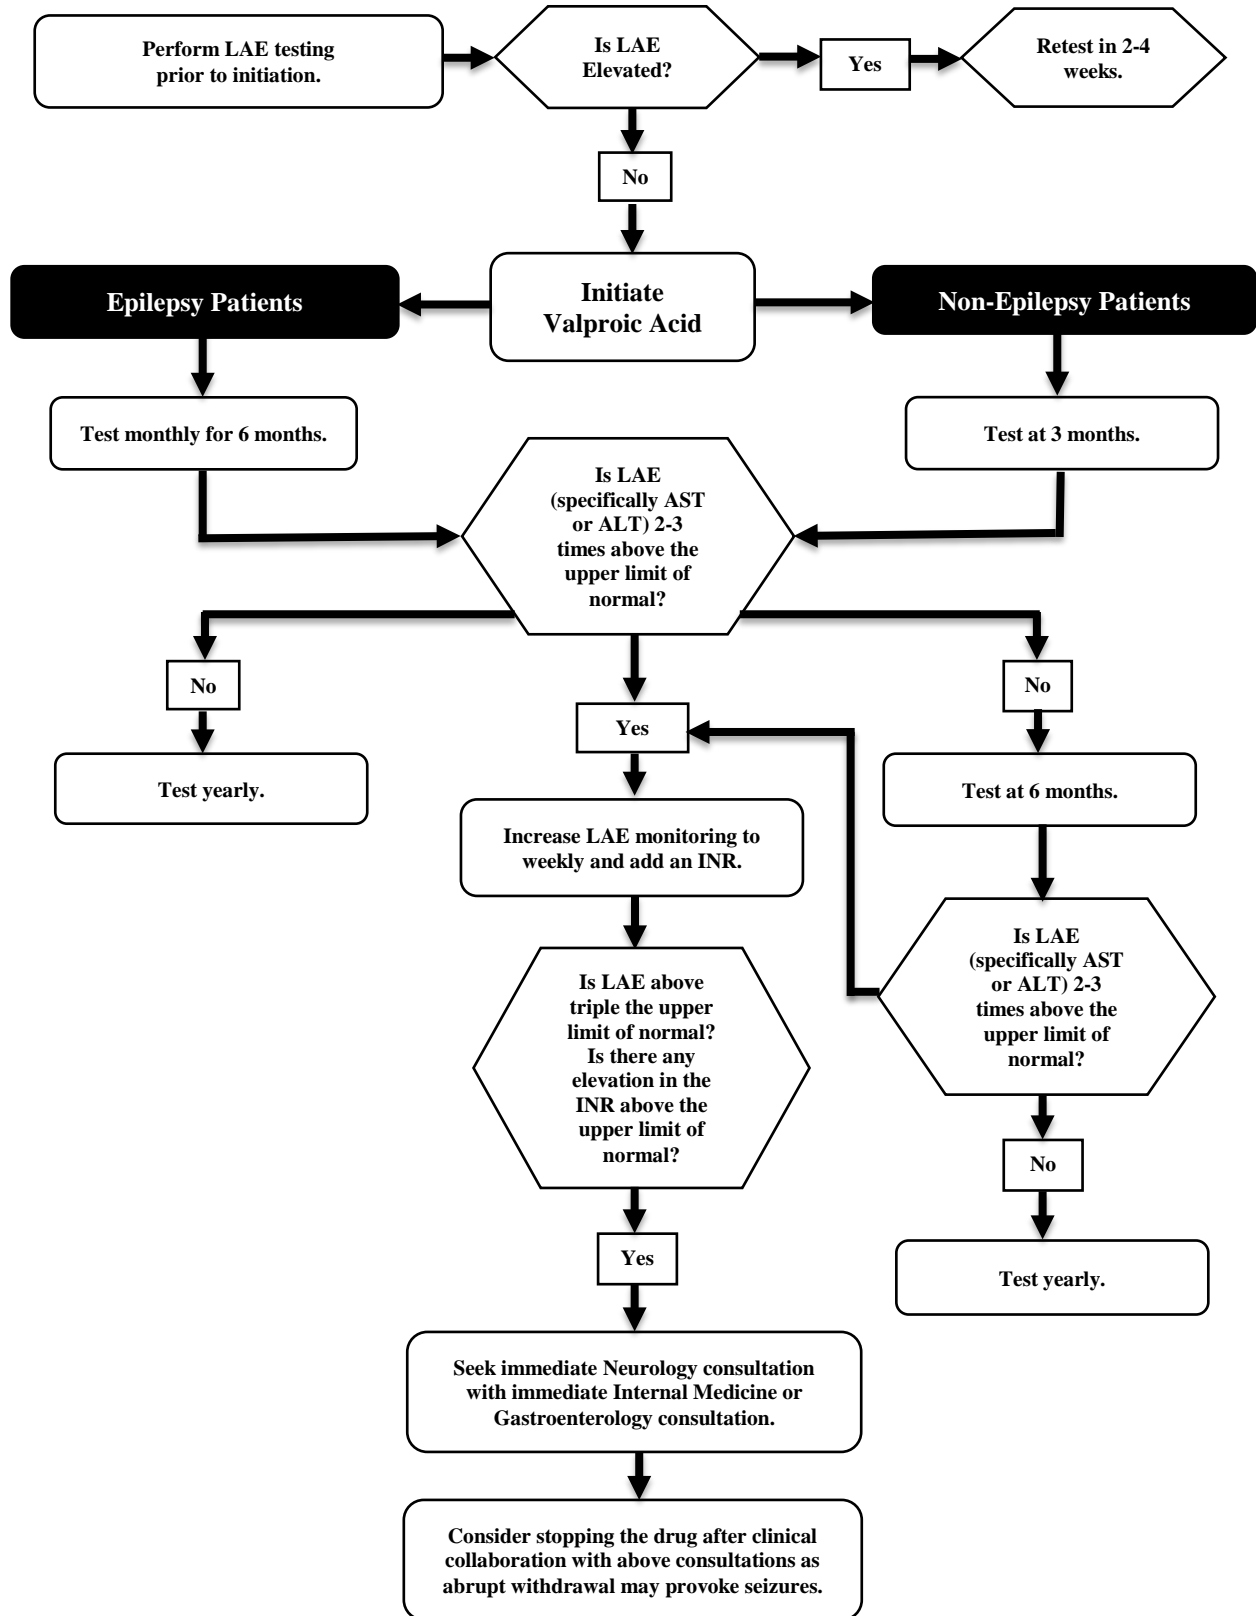 Perform LAE testing
prior to initiation.
Is LAE
Elevated?
Yes
Retest in 2-4
weeks.
No
Initiate
Valproic Acid
Epilepsy Patients
Non-Epilepsy Patients
Test monthly for 6 months.
Test at 3 months.
Is LAE
(specifically AST
or ALT) 2-3
times above the
upper limit of
normal?
No
Yes
No
Test yearly.
Test at 6 months.
Increase LAE monitoring to
weekly and add an INR.
Is LAE
(specifically AST
or ALT) 2-3
times above the
upper limit of
normal?
Is LAE above
triple the upper
limit of normal?
Is there any
elevation in the
INR above the
upper limit of
normal?
No
Yes
Test yearly.
Seek immediate Neurology consultation
with immediate Internal Medicine or
Gastroenterology consultation.
Consider stopping the drug after clinical
collaboration with above consultations as
abrupt withdrawal may provoke seizures.